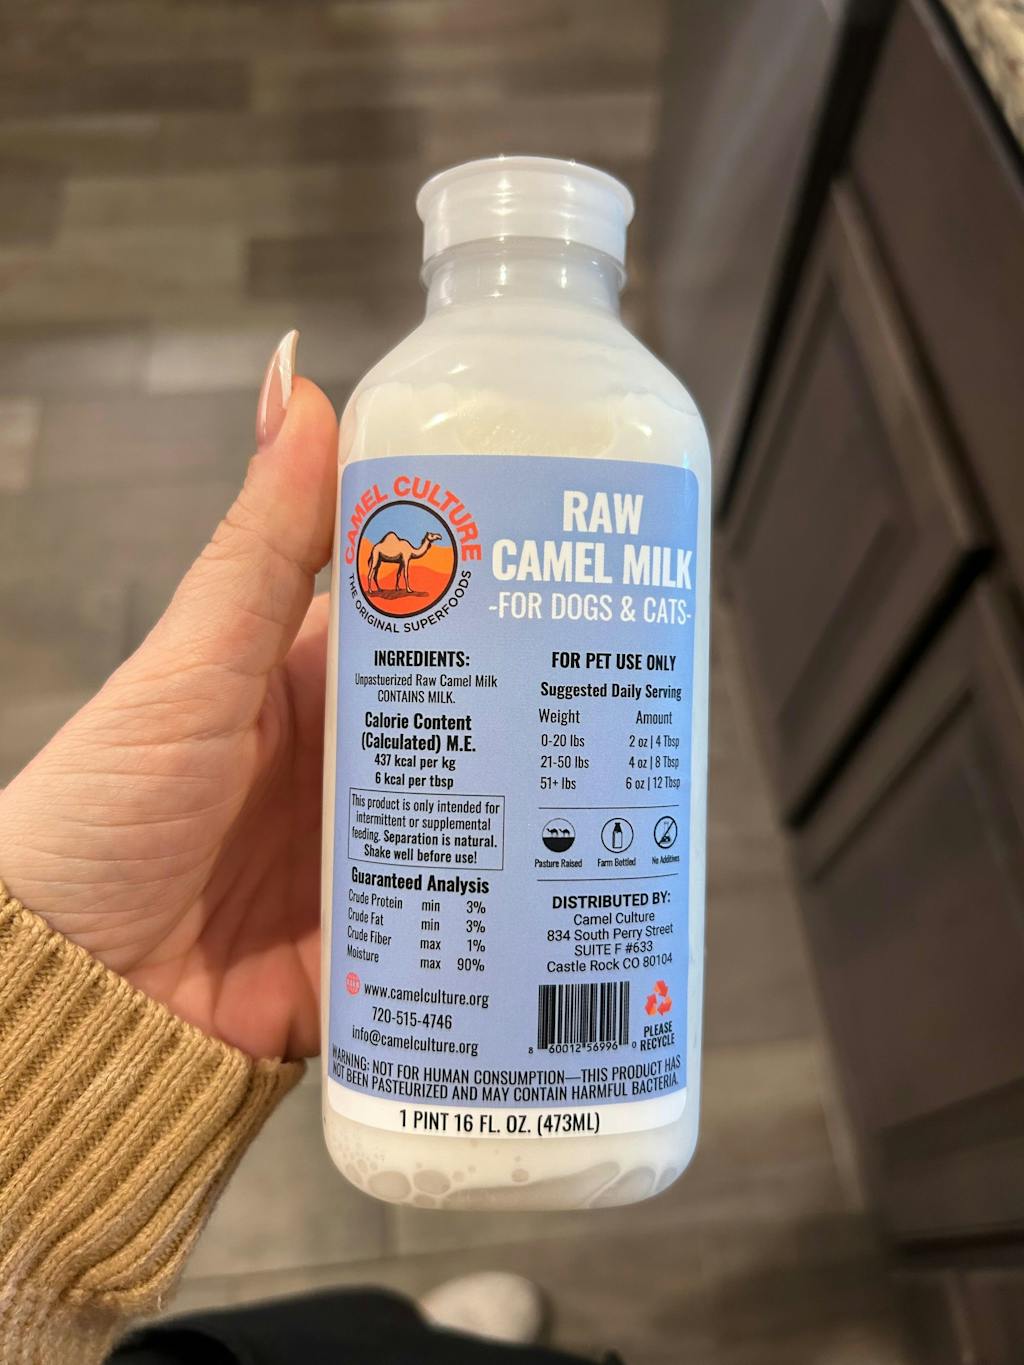 CAMEL CULTURE
THE ORIGINAL SUPERFOODS
RAW
CAMEL MILK
-FOR DOGS & CATS-
INGREDIENTS:
Unpastuerized Raw Camel Milk
CONTAINS MILK.
Calorie Content
(Calculated) M.E.
437 kcal per kg
6 kcal per tbsp
This product is only intended for
intermittent or supplemental
feeding. Separation is natural.
Shake well before use!
Guaranteed Analysis
Crude Protein min 3%
Crude Fat min 3%
Crude Fiber max 1%
Moisture max 90%
www.camelculture.org
720-515-4746
info@camelculture.org
FOR PET USE ONLY
Suggested Daily Serving
Weight Amount
0-20 lbs 2 oz | 4 Tbsp
21-50 lbs 4 oz | 8 Tbsp
51+ lbs 6 oz | 12 Tbsp
Pasture Raised Farm Bottled No Additives
DISTRIBUTED BY:
Camel Culture
834 South Perry Street
SUITE F #633
Castle Rock CO 80104
8 60012 56996 0
PLEASE
RECYCLE
WARNING: NOT FOR HUMAN CONSUMPTION—THIS PRODUCT HAS
NOT BEEN PASTEURIZED AND MAY CONTAIN HARMFUL BACTERIA.
1 PINT 16 FL. OZ. (473ML)